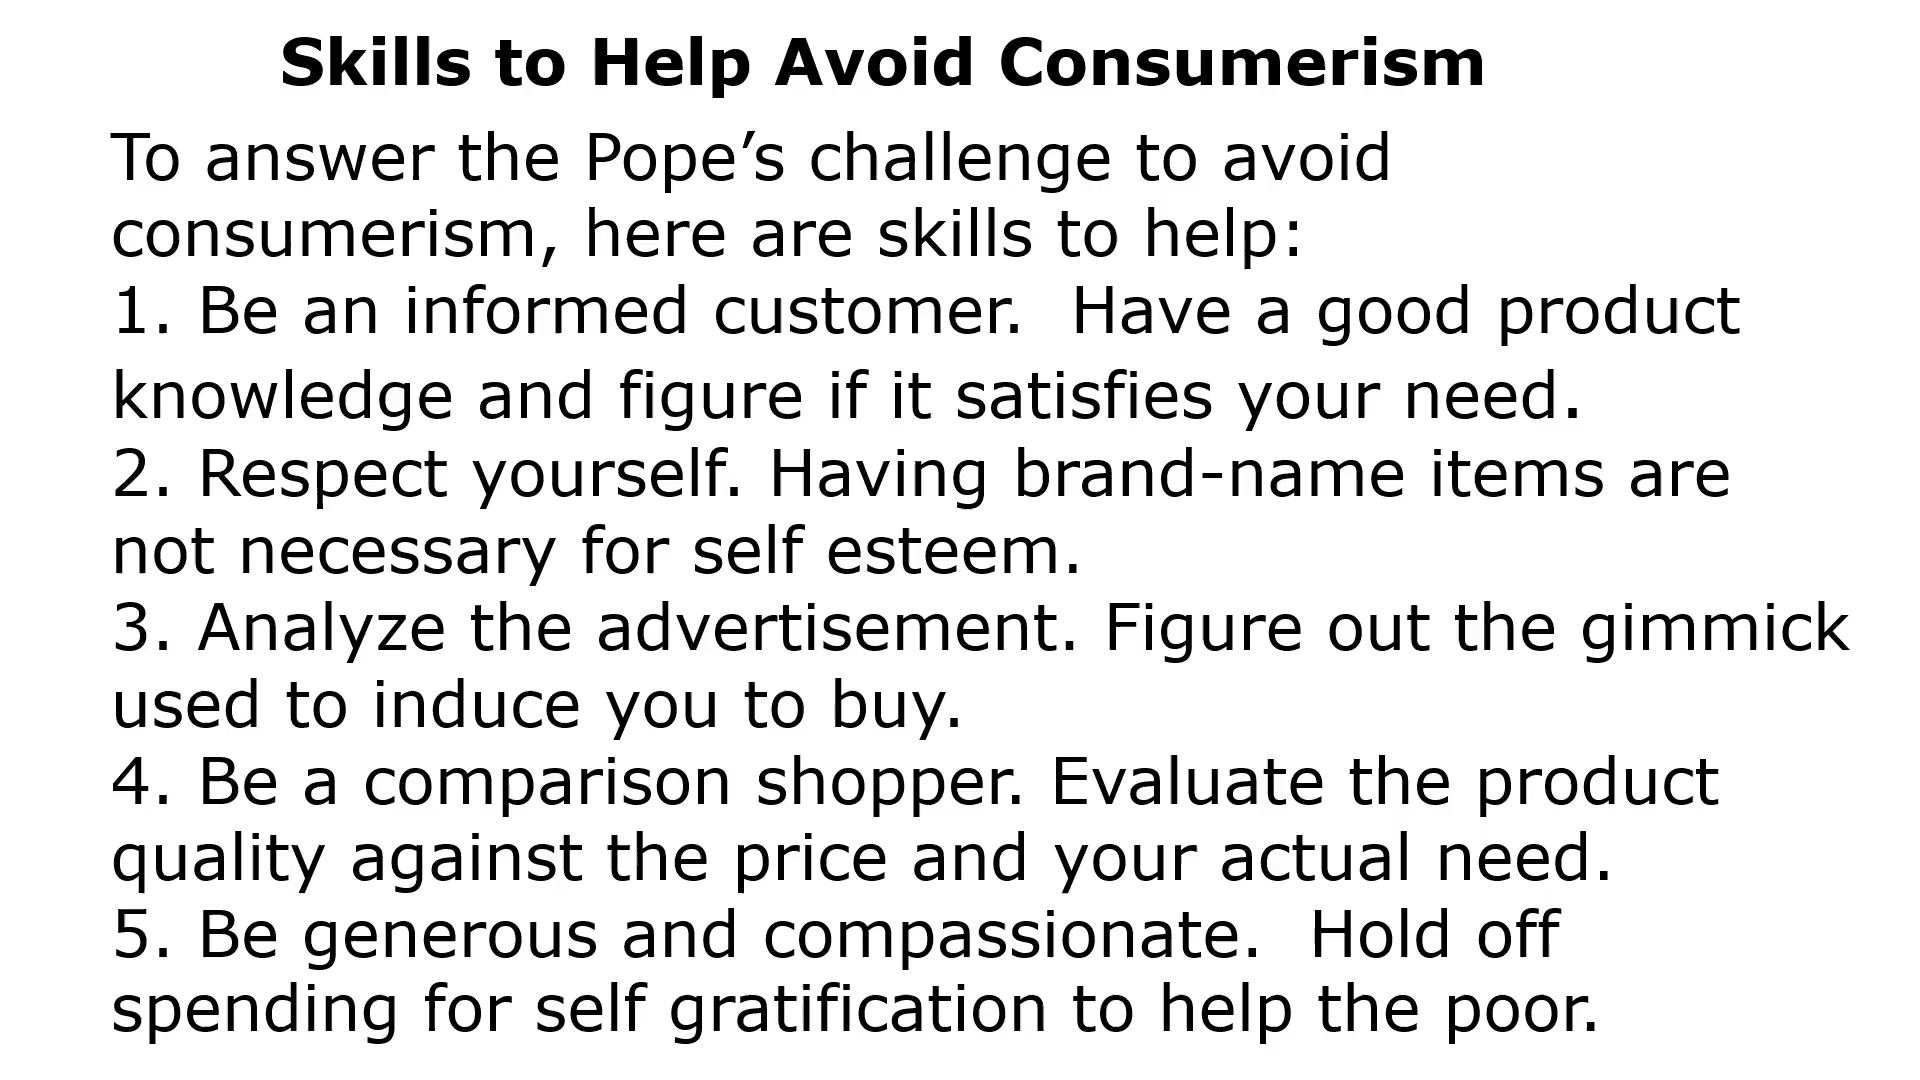 Skills to Help Avoid Consumerism
To answer the Pope’s challenge to avoid
consumerism, here are skills to help:
1. Be an informed customer.  Have a good product
knowledge and figure if it satisfies your need.
2. Respect yourself. Having brand-name items are
not necessary for self esteem.
3. Analyze the advertisement. Figure out the gimmick
used to induce you to buy.
4. Be a comparison shopper. Evaluate the product
quality against the price and your actual need.
5. Be generous and compassionate.  Hold off
spending for self gratification to help the poor.